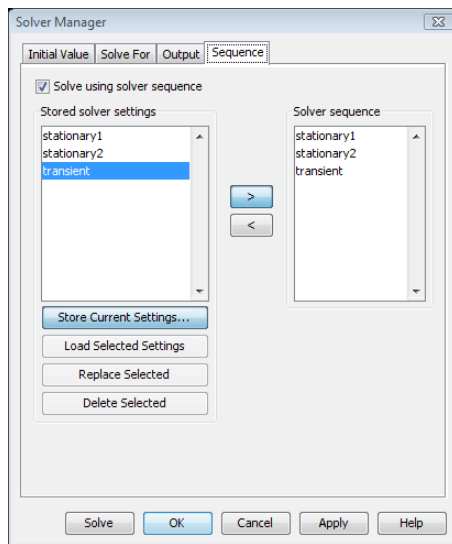 Solver Manager
Initial Value Solve For Output Sequence
Solve using solver sequence
Stored solver settings
stationary1
stationary2
transient
>
<
Solver sequence
stationary1
stationary2
transient
Store Current Settings...
Load Selected Settings
Replace Selected
Delete Selected
Solve OK Cancel Apply Help